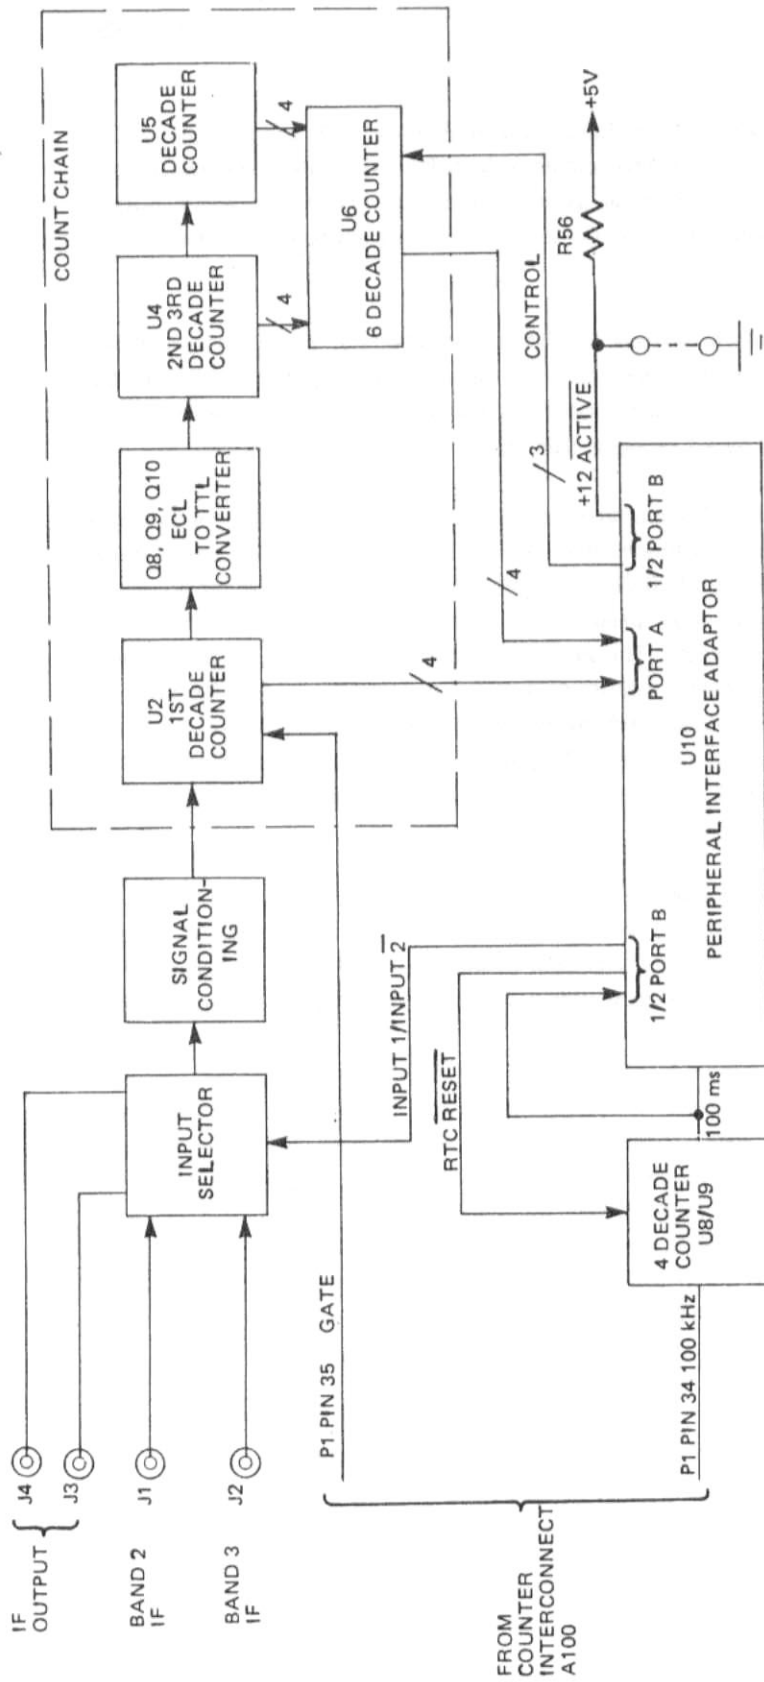 IF
OUTPUT
J4
J3
BAND 2
IF
J1
BAND 3
IF
J2
INPUT
SELECTOR
SIGNAL
CONDITION-
ING
COUNT CHAIN
U2
1ST
DECADE
COUNTER
Q8, Q9, Q10
ECL
TO TTL
CONVERTER
U4
2ND 3RD
DECADE
COUNTER
U5
DECADE
COUNTER
4
4
U6
6 DECADE COUNTER
P1 PIN 35 GATE
INPUT 1/INPUT 2
RTC RESET
4
4
3
CONTROL
+12 ACTIVE
R56
+5V
FROM
COUNTER
INTERCONNECT
A100
P1 PIN 34 100 kHz
4 DECADE
COUNTER
U8/U9
100 ms
1/2 PORT B
PORT A
1/2 PORT B
U10
PERIPHERAL INTERFACE ADAPTOR